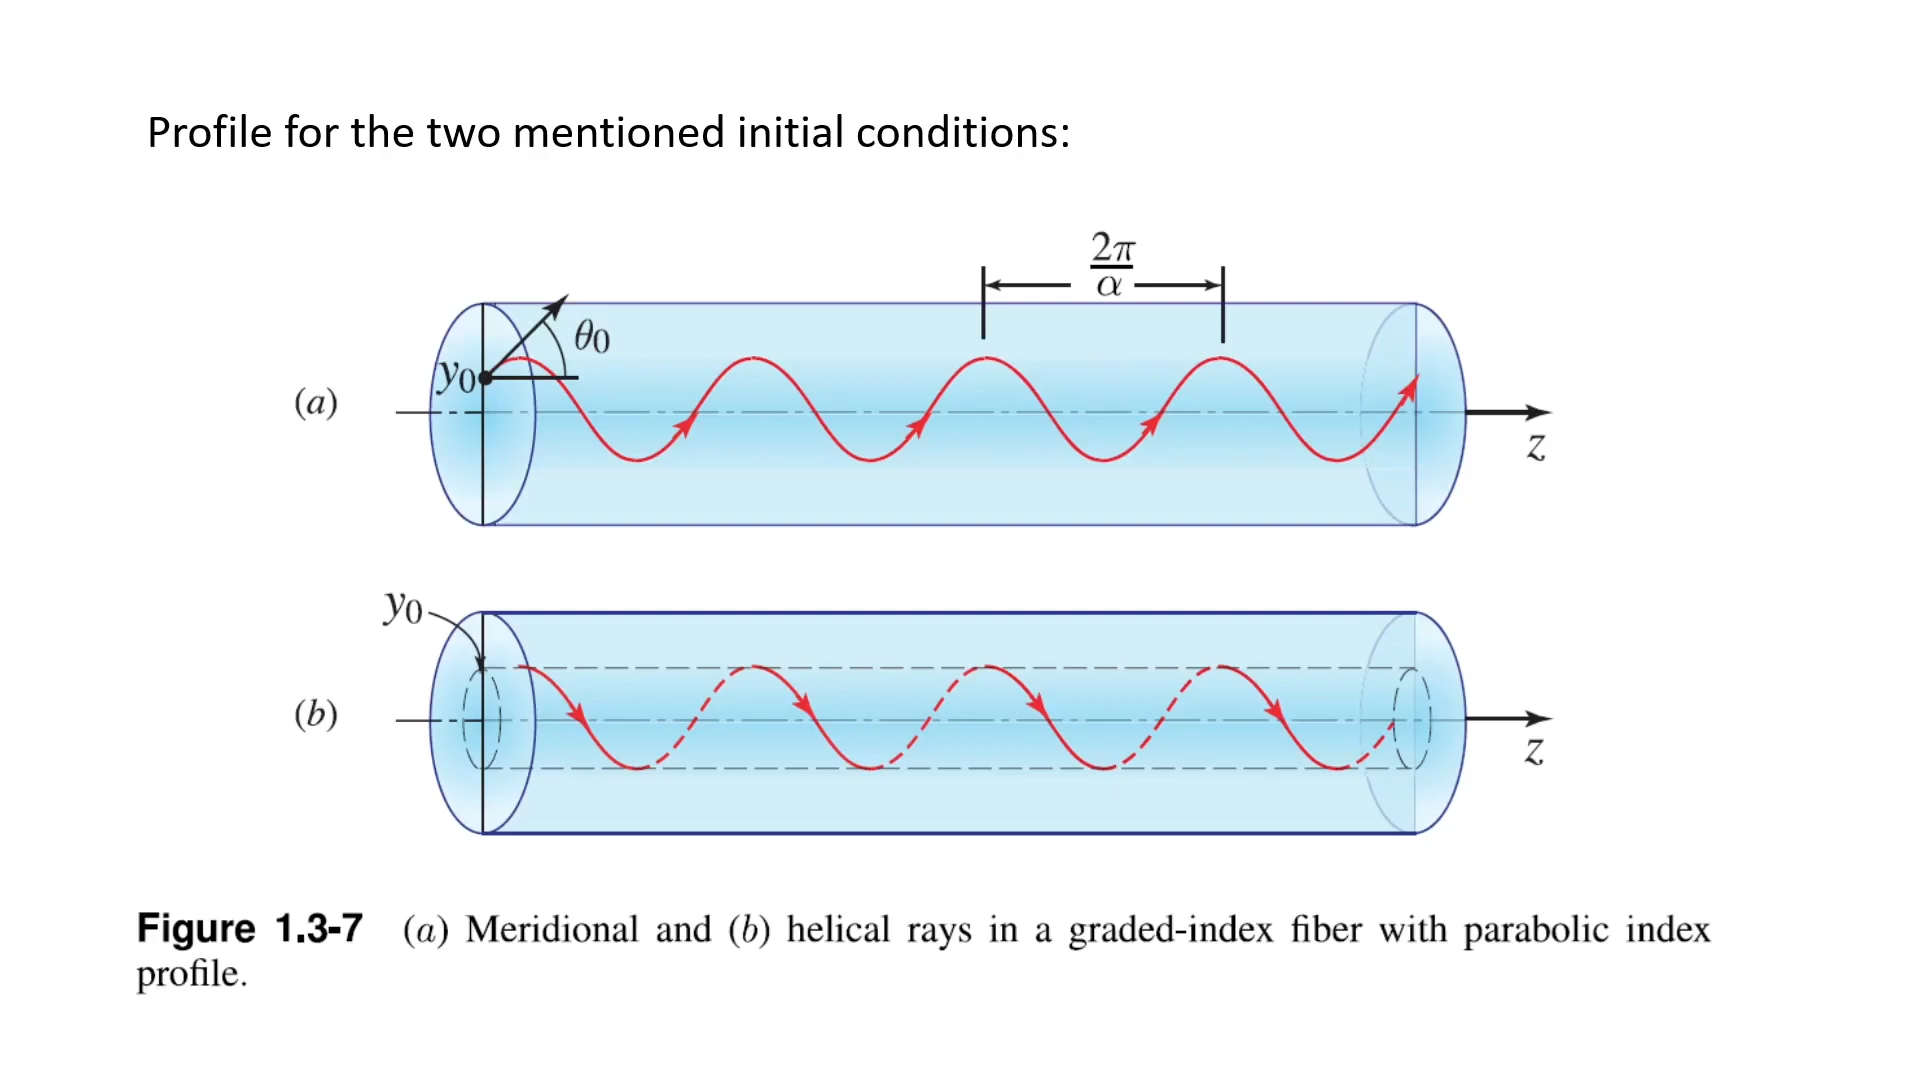 Profile for the two mentioned initial conditions:
2π
α
θ0
y0
(a)
z
y0
(b)
z
Figure 1.3-7 (a) Meridional and (b) helical rays in a graded-index fiber with parabolic index
profile.